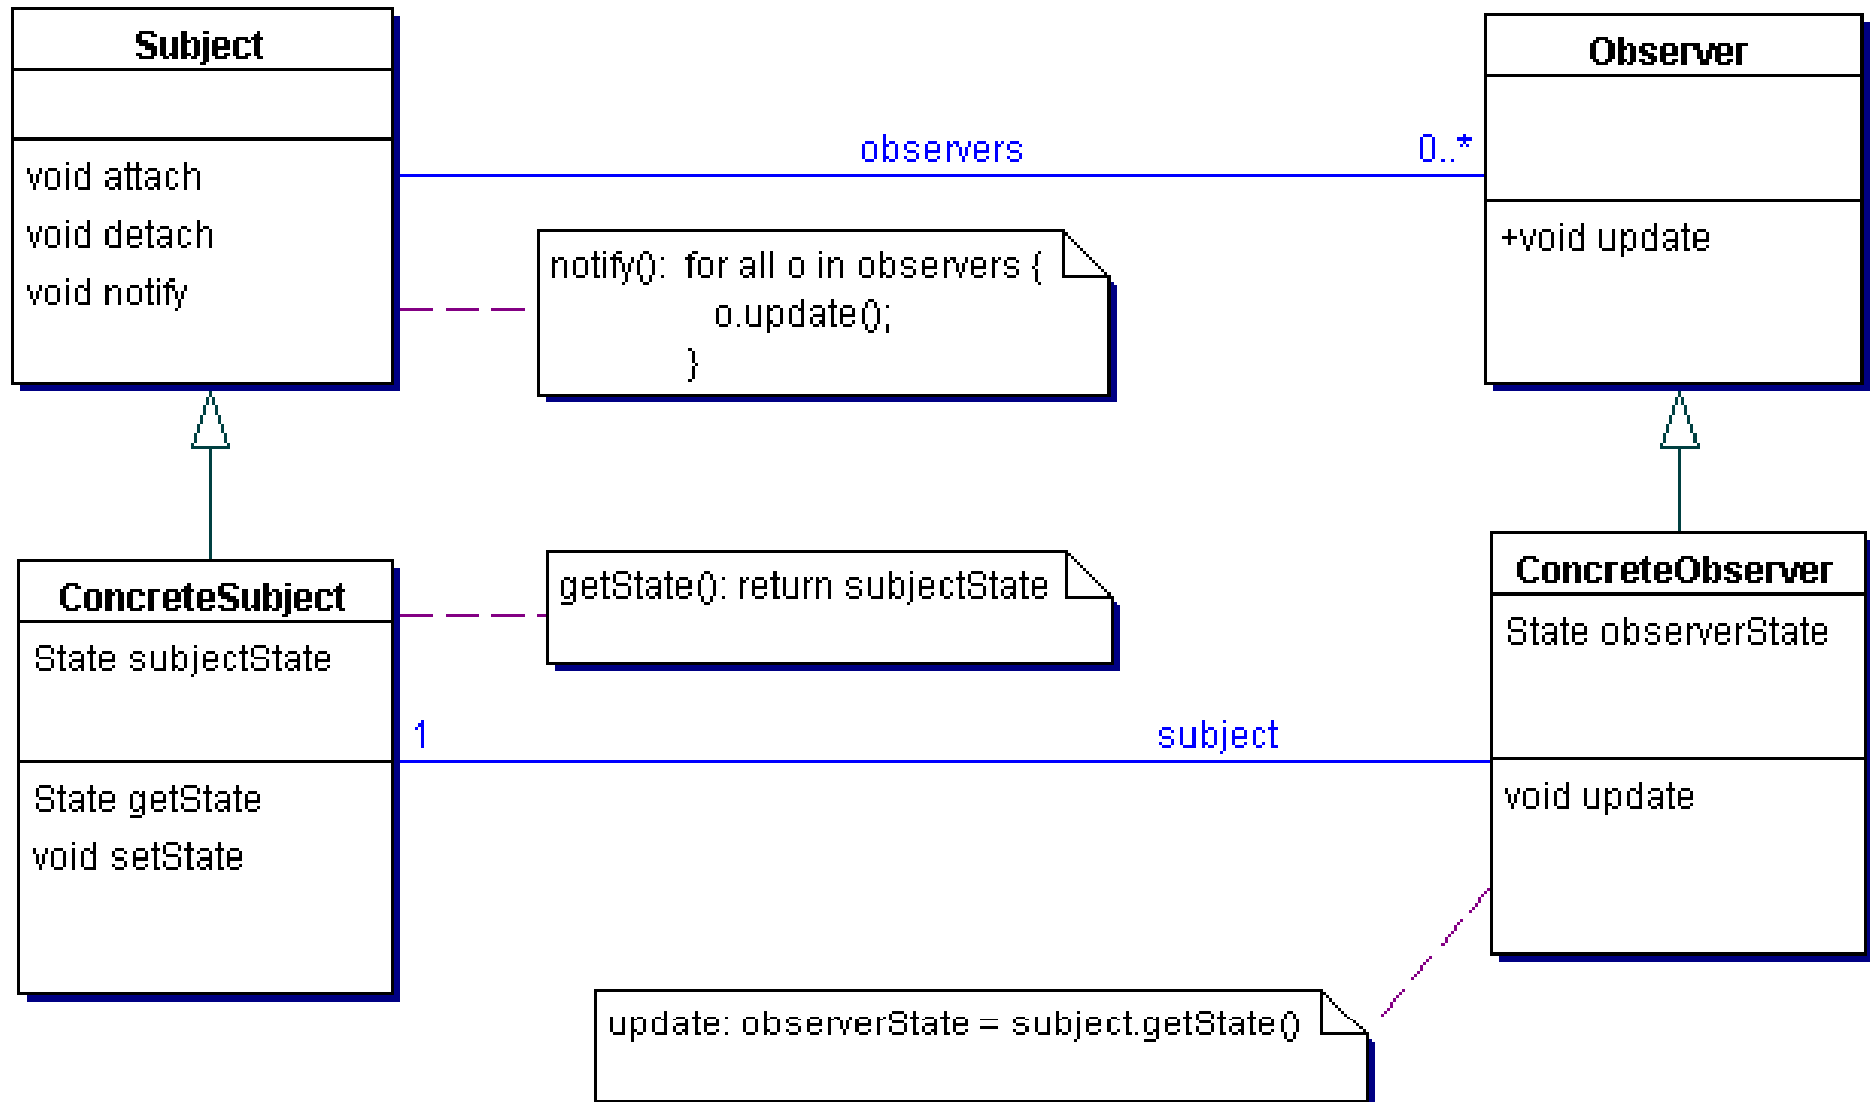 Subject
void attach
void detach
void notify
observers
0..*
Observer
+void update
notify():  for all o in observers {
o.update();
}
ConcreteSubject
State subjectState
State getState
void setState
getState(): return subjectState
1
subject
ConcreteObserver
State observerState
void update
update: observerState = subject.getState()